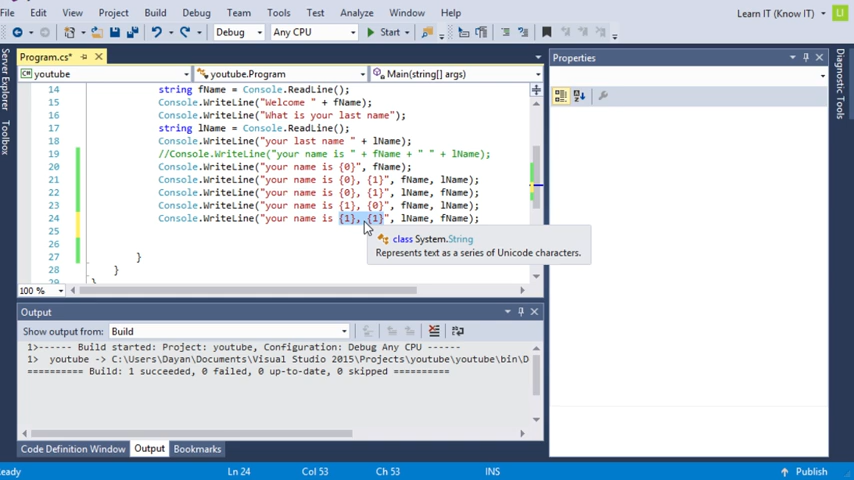 File Edit View Project Build Debug Team Tools Test Analyze Window Help Learn IT (Know IT) LI
Debug Any CPU Start
Program.cs* Properties
youtube youtube.Program Main(string[] args)
Server Explorer
Toolbox
Diagnostic Tools
14 string fName = Console.ReadLine();
15 Console.WriteLine("Welcome " + fName);
16 Console.WriteLine("What is your last name");
17 string lName = Console.ReadLine();
18 Console.WriteLine("your last name " + lName);
19 //Console.WriteLine("your name is " + fName + " " + lName);
20 Console.WriteLine("your name is {0}", fName);
21 Console.WriteLine("your name is {0}, {1}", fName, lName);
22 Console.WriteLine("your name is {0}, {1}", lName, fName);
23 Console.WriteLine("your name is {1}, {0}", fName, lName);
24 Console.WriteLine("your name is {1}, {1}", lName, fName);
25
class System.String
Represents text as a series of Unicode characters.
27 }
28 }
29 }
100 %
Output
Show output from: Build
1>------ Build started: Project: youtube, Configuration: Debug Any CPU ------
1> youtube -> C:\Users\Dayan\Documents\Visual Studio 2015\Projects\youtube\youtube\bin\D
========== Build: 1 succeeded, 0 failed, 0 up-to-date, 0 skipped ==========
Code Definition Window Output Bookmarks
Ln 24 Col 53 Ch 53 INS Publish